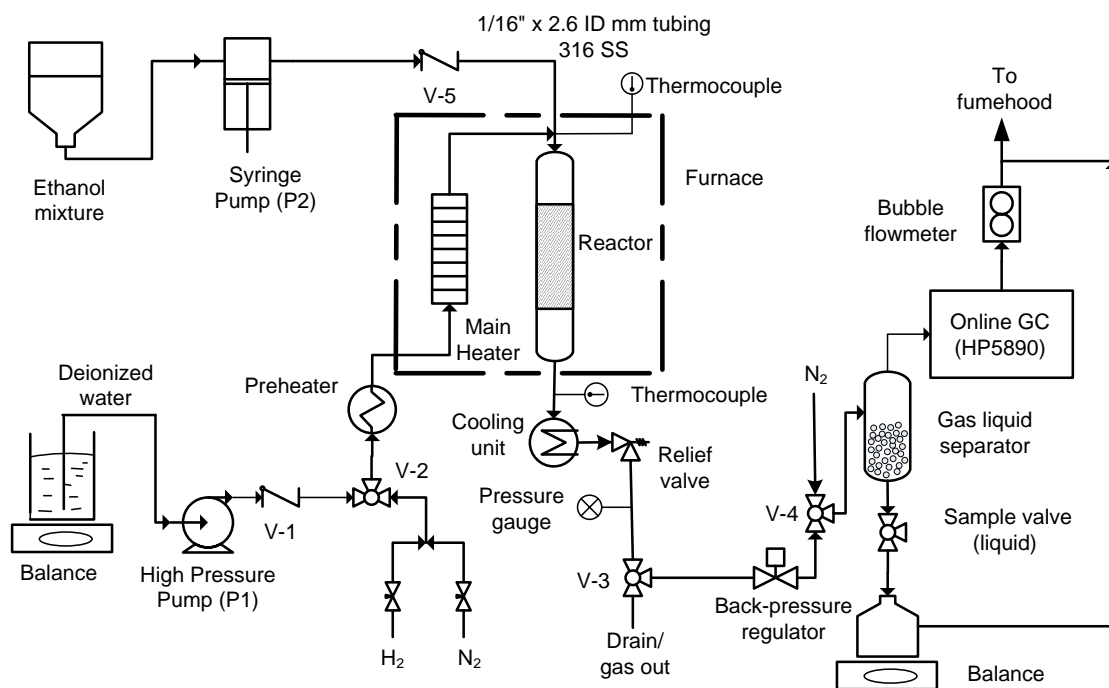 1/16" x 2.6 ID mm tubing
316 SS
Thermocouple
To
fumehood
V-5
Ethanol
mixture
Syringe
Pump (P2)
Furnace
Bubble
flowmeter
Reactor
Main
Heater
Online GC
(HP5890)
Deionized
water
Preheater
N2
Thermocouple
Cooling
unit
Gas liquid
separator
Relief
valve
V-2
Pressure
gauge
V-4
V-1
Sample valve
(liquid)
Balance
High Pressure
Pump (P1)
V-3
Back-pressure
regulator
H2
N2
Drain/
gas out
Balance